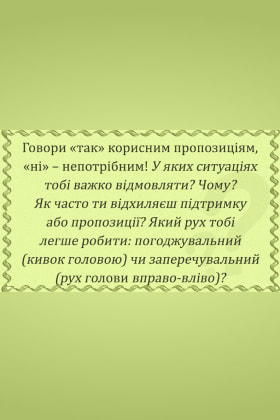 Говори «так» корисним пропозиціям,
«ні» – непотрібним! У яких ситуаціях
тобі важко відмовляти? Чому?
Як часто ти відхиляєш підтримку
або пропозиції? Який рух тобі
легше робити: погоджувальний
(кивок головою) чи заперечувальний
(рух голови вправо-вліво)?